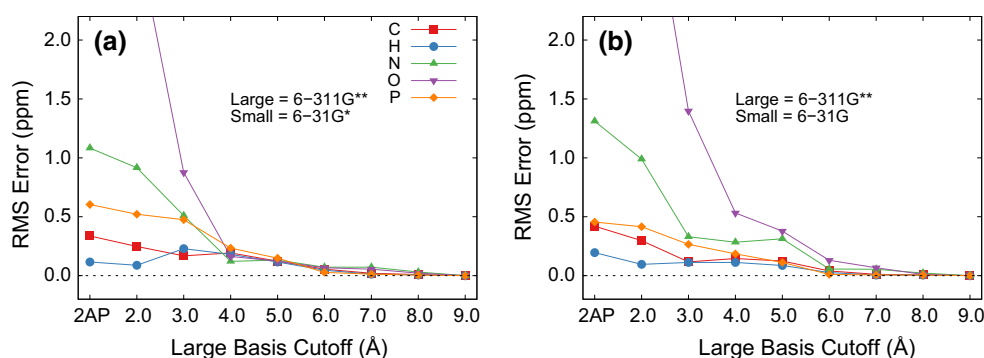 (a)
C
H
N
O
P
Large = 6−311G**
Small = 6−31G*
RMS Error (ppm)
2.0
1.5
1.0
0.5
0.0
2AP 2.0 3.0 4.0 5.0 6.0 7.0 8.0 9.0
Large Basis Cutoff (Å)
(b)
Large = 6−311G**
Small = 6−31G
RMS Error (ppm)
2.0
1.5
1.0
0.5
0.0
2AP 2.0 3.0 4.0 5.0 6.0 7.0 8.0 9.0
Large Basis Cutoff (Å)